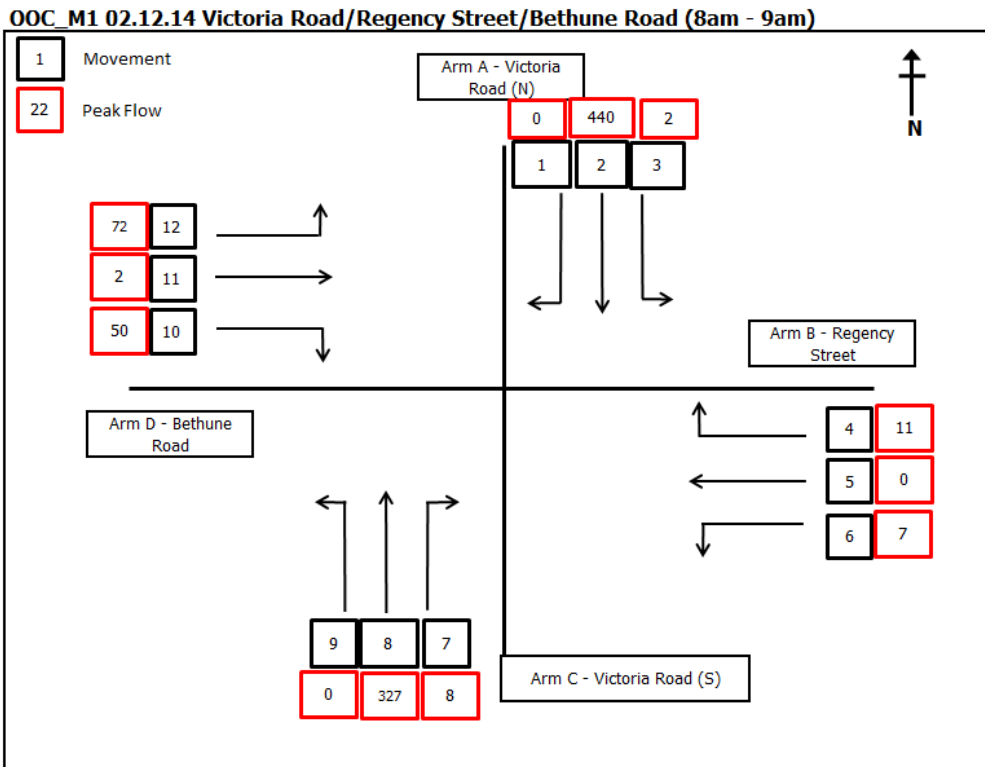 OOC_M1 02.12.14 Victoria Road/Regency Street/Bethune Road (8am - 9am)
1 Movement
22 Peak Flow
Arm A - Victoria
Road (N)
N
0 440 2
1 2 3
72 12
2 11
50 10
Arm B - Regency
Street
Arm D - Bethune
Road
4 11
5 0
6 7
9 8 7
0 327 8
Arm C - Victoria Road (S)